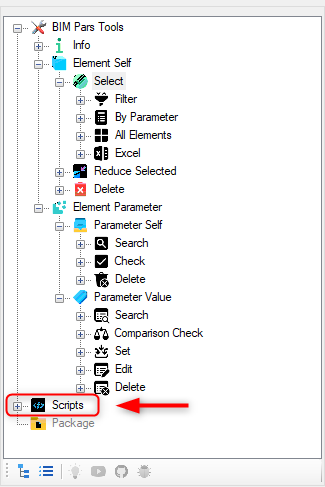 BIM Pars Tools
Info
Element Self
Select
Filter
By Parameter
All Elements
Excel
Reduce Selected
Delete
Element Parameter
Parameter Self
Search
Check
Delete
Parameter Value
Search
Comparison Check
Set
Edit
Delete
Scripts
Package